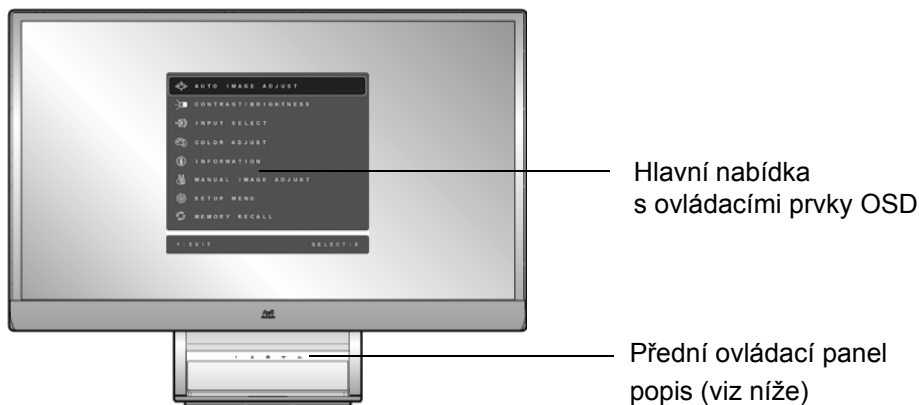 AUTO IMAGE ADJUST
CONTRAST/BRIGHTNESS
INPUT SELECT
COLOR ADJUST
INFORMATION
MANUAL IMAGE ADJUST
SETUP MENU
MEMORY RECALL
1:EXIT SELECT:2
Hlavní nabídka
s ovládacími prvky OSD
Přední ovládací panel
popis (viz níže)